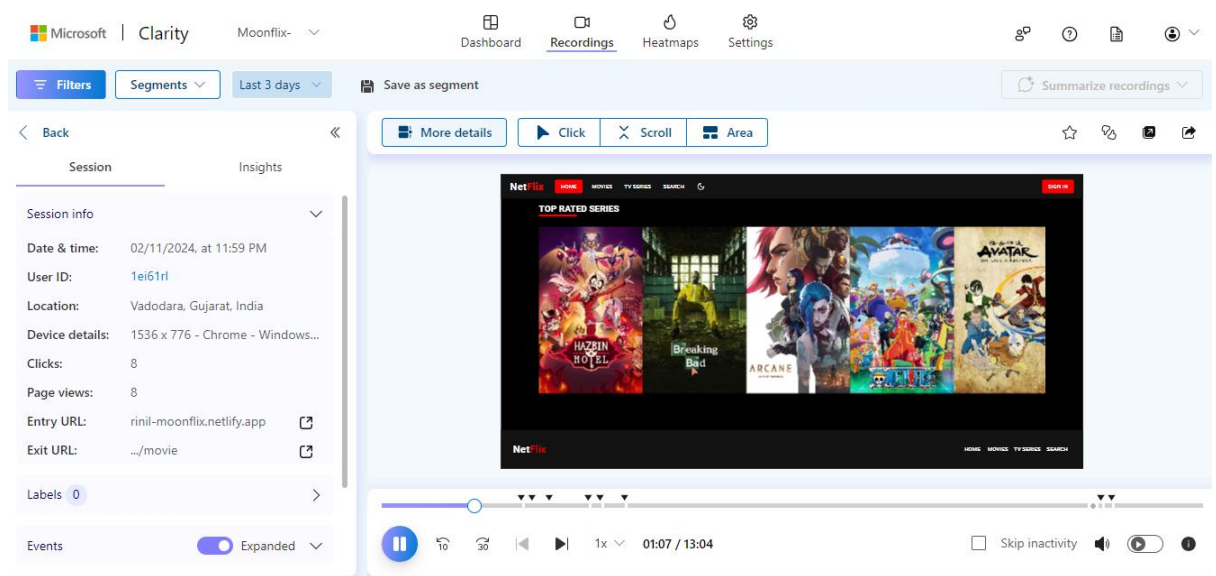 Microsoft | Clarity Moonflix-
Dashboard Recordings Heatmaps Settings
Filters Segments Last 3 days Save as segment Summarize recordings
Back
Session Insights
Session info
Date & time: 02/11/2024, at 11:59 PM
User ID: 1ei61rl
Location: Vadodara, Gujarat, India
Device details: 1536 x 776 - Chrome - Windows...
Clicks: 8
Page views: 8
Entry URL: rinil-moonflix.netlify.app
Exit URL: .../movie
Labels 0
Events Expanded
More details Click Scroll Area
NetFlix HOME MOVIES TV SERIES SEARCH SIGN IN
TOP RATED SERIES
HAZBIN HOTEL
Breaking Bad
ARCANE
ONE PIECE
AVATAR
NetFlix HOME MOVIES TV SERIES SEARCH
10 30 1x 01:07 / 13:04 Skip inactivity